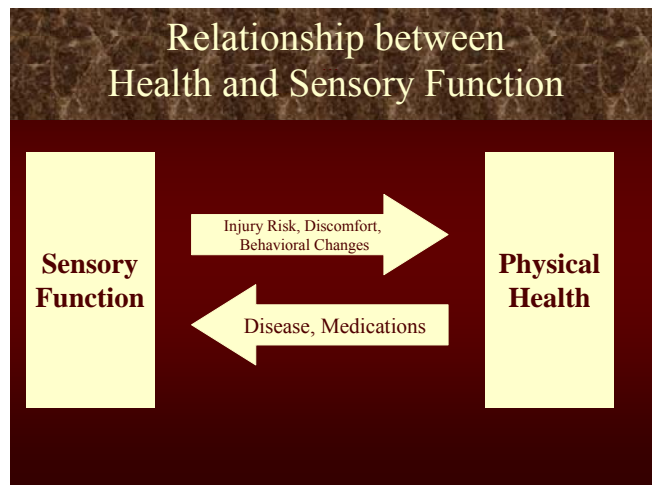 Relationship between
Health and Sensory Function
Sensory
Function
Injury Risk, Discomfort,
Behavioral Changes
Disease, Medications
Physical
Health